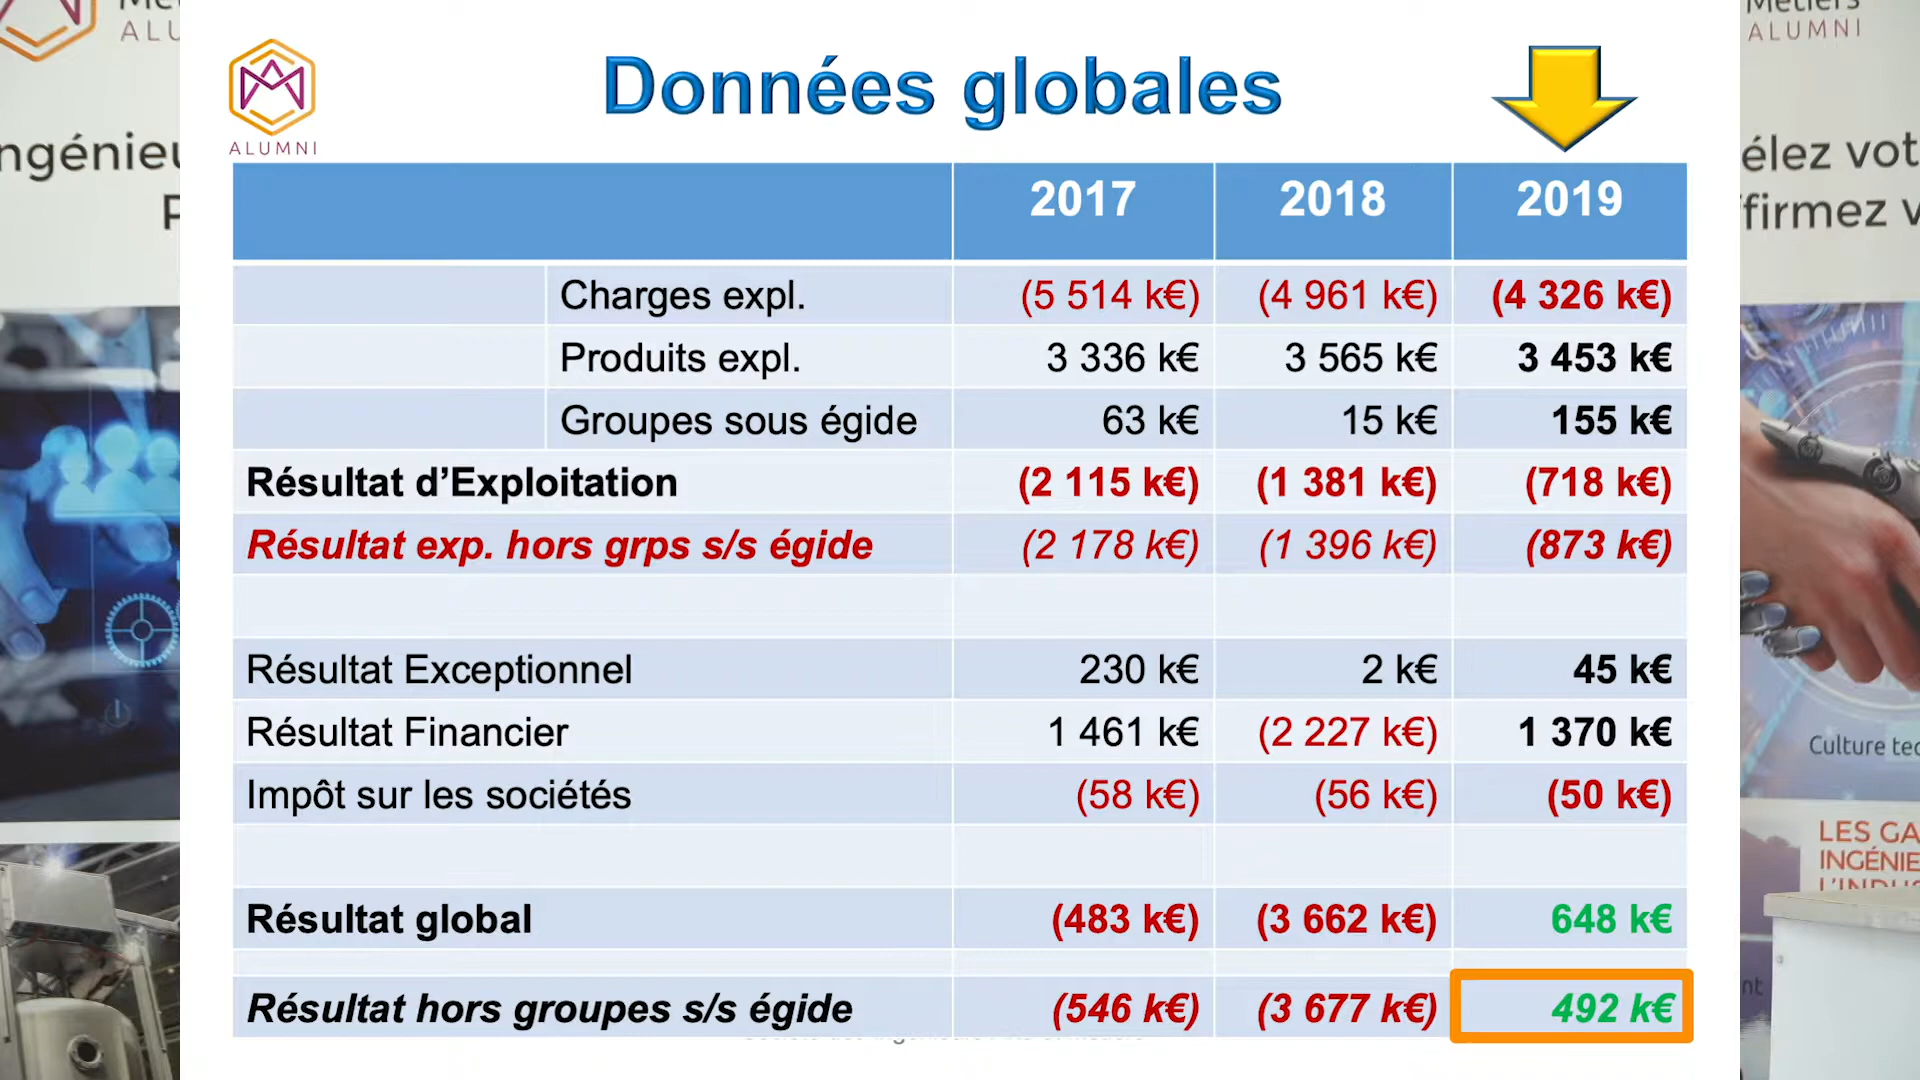 ALUMNI
Données globales
ALUMNI
2017 2018 2019
Charges expl. (5 514 k€) (4 961 k€) (4 326 k€)
Produits expl. 3 336 k€ 3 565 k€ 3 453 k€
Groupes sous égide 63 k€ 15 k€ 155 k€
Résultat d’Exploitation (2 115 k€) (1 381 k€) (718 k€)
Résultat exp. hors grps s/s égide (2 178 k€) (1 396 k€) (873 k€)
Résultat Exceptionnel 230 k€ 2 k€ 45 k€
Résultat Financier 1 461 k€ (2 227 k€) 1 370 k€
Impôt sur les sociétés (58 k€) (56 k€) (50 k€)
Résultat global (483 k€) (3 662 k€) 648 k€
Résultat hors groupes s/s égide (546 k€) (3 677 k€) 492 k€
Culture
LES